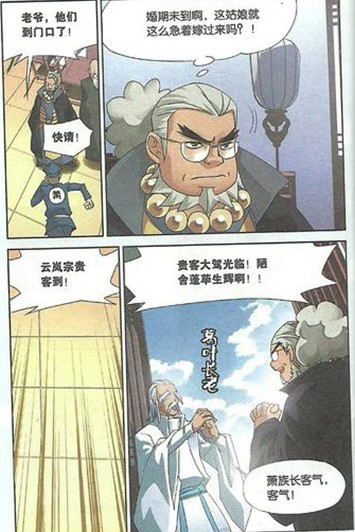 老爷，他们
到门口了！
快请！
萧
婚期未到啊，这姑娘就
这么急着嫁过来吗？！
云岚宗贵
客到！
贵客大驾光临！陋
舍蓬荜生辉啊！！
葛叶长老
萧族长客气，
客气！